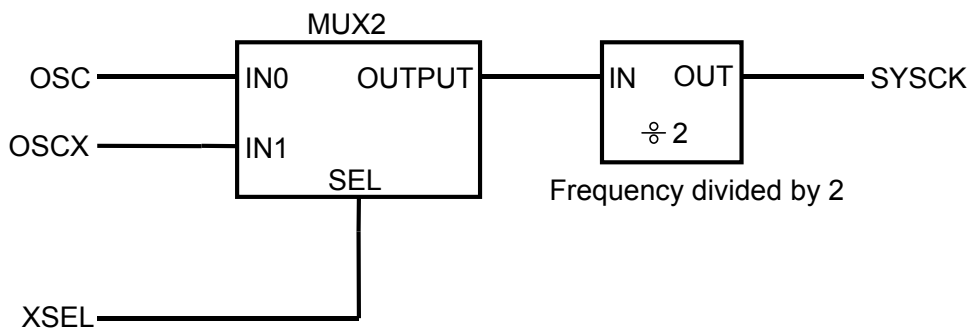 MUX2
OSC IN0 OUTPUT IN OUT SYSCK
OSCX IN1 ÷ 2
SEL
Frequency divided by 2
XSEL